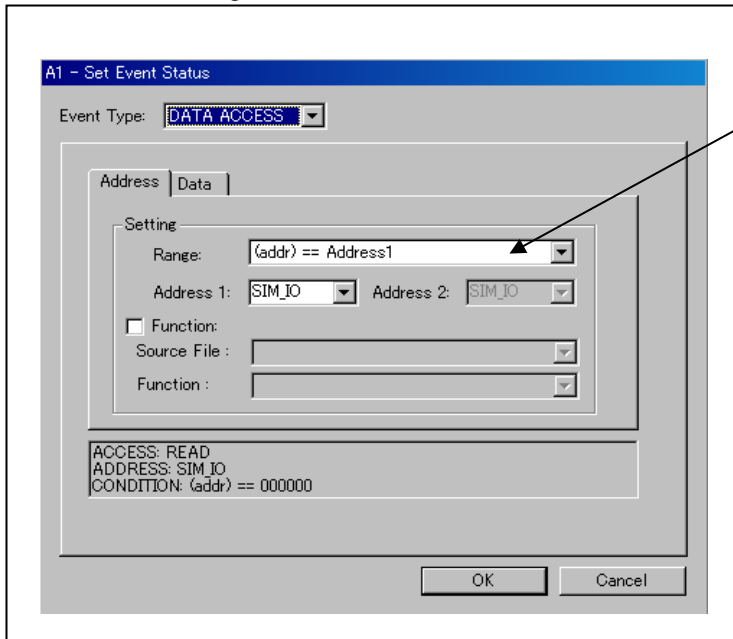 A1 - Set Event Status
Event Type: DATA ACCESS
Address Data
Setting
Range: (addr) == Address1
Address 1: SIM_IO Address 2: SIM_IO
Function:
Source File :
Function :
ACCESS: READ
ADDRESS: SIM_IO
CONDITION: (addr) == 000000
OK Cancel